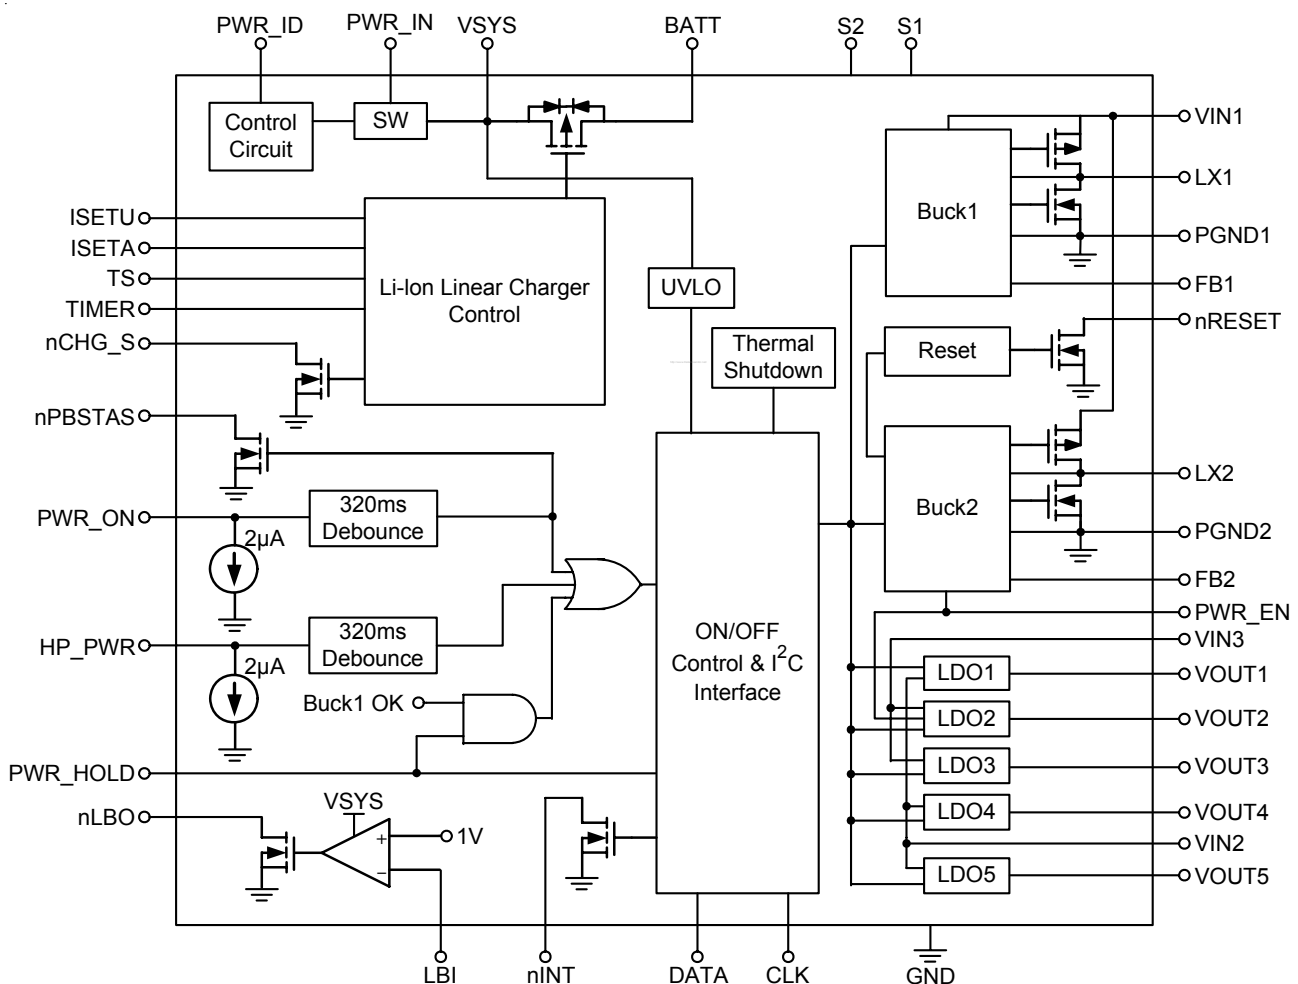 PWR_ID
PWR_IN
VSYS
BATT
S2
S1
Control
Circuit
SW
VIN1
LX1
PGND1
FB1
nRESET
Buck1
ISETU
ISETA
TS
TIMER
nCHG_S
Li-Ion Linear Charger
Control
UVLO
Thermal
Shutdown
Reset
nPBSTAS
PWR_ON
320ms
Debounce
2µA
HP_PWR
320ms
Debounce
2µA
Buck1 OK
PWR_HOLD
nLBO
VSYS
+
−
1V
ON/OFF
Control & I²C
Interface
Buck2
LX2
PGND2
FB2
PWR_EN
VIN3
LDO1
VOUT1
LDO2
VOUT2
LDO3
VOUT3
LDO4
VOUT4
VIN2
LDO5
VOUT5
LBI
nINT
DATA
CLK
GND